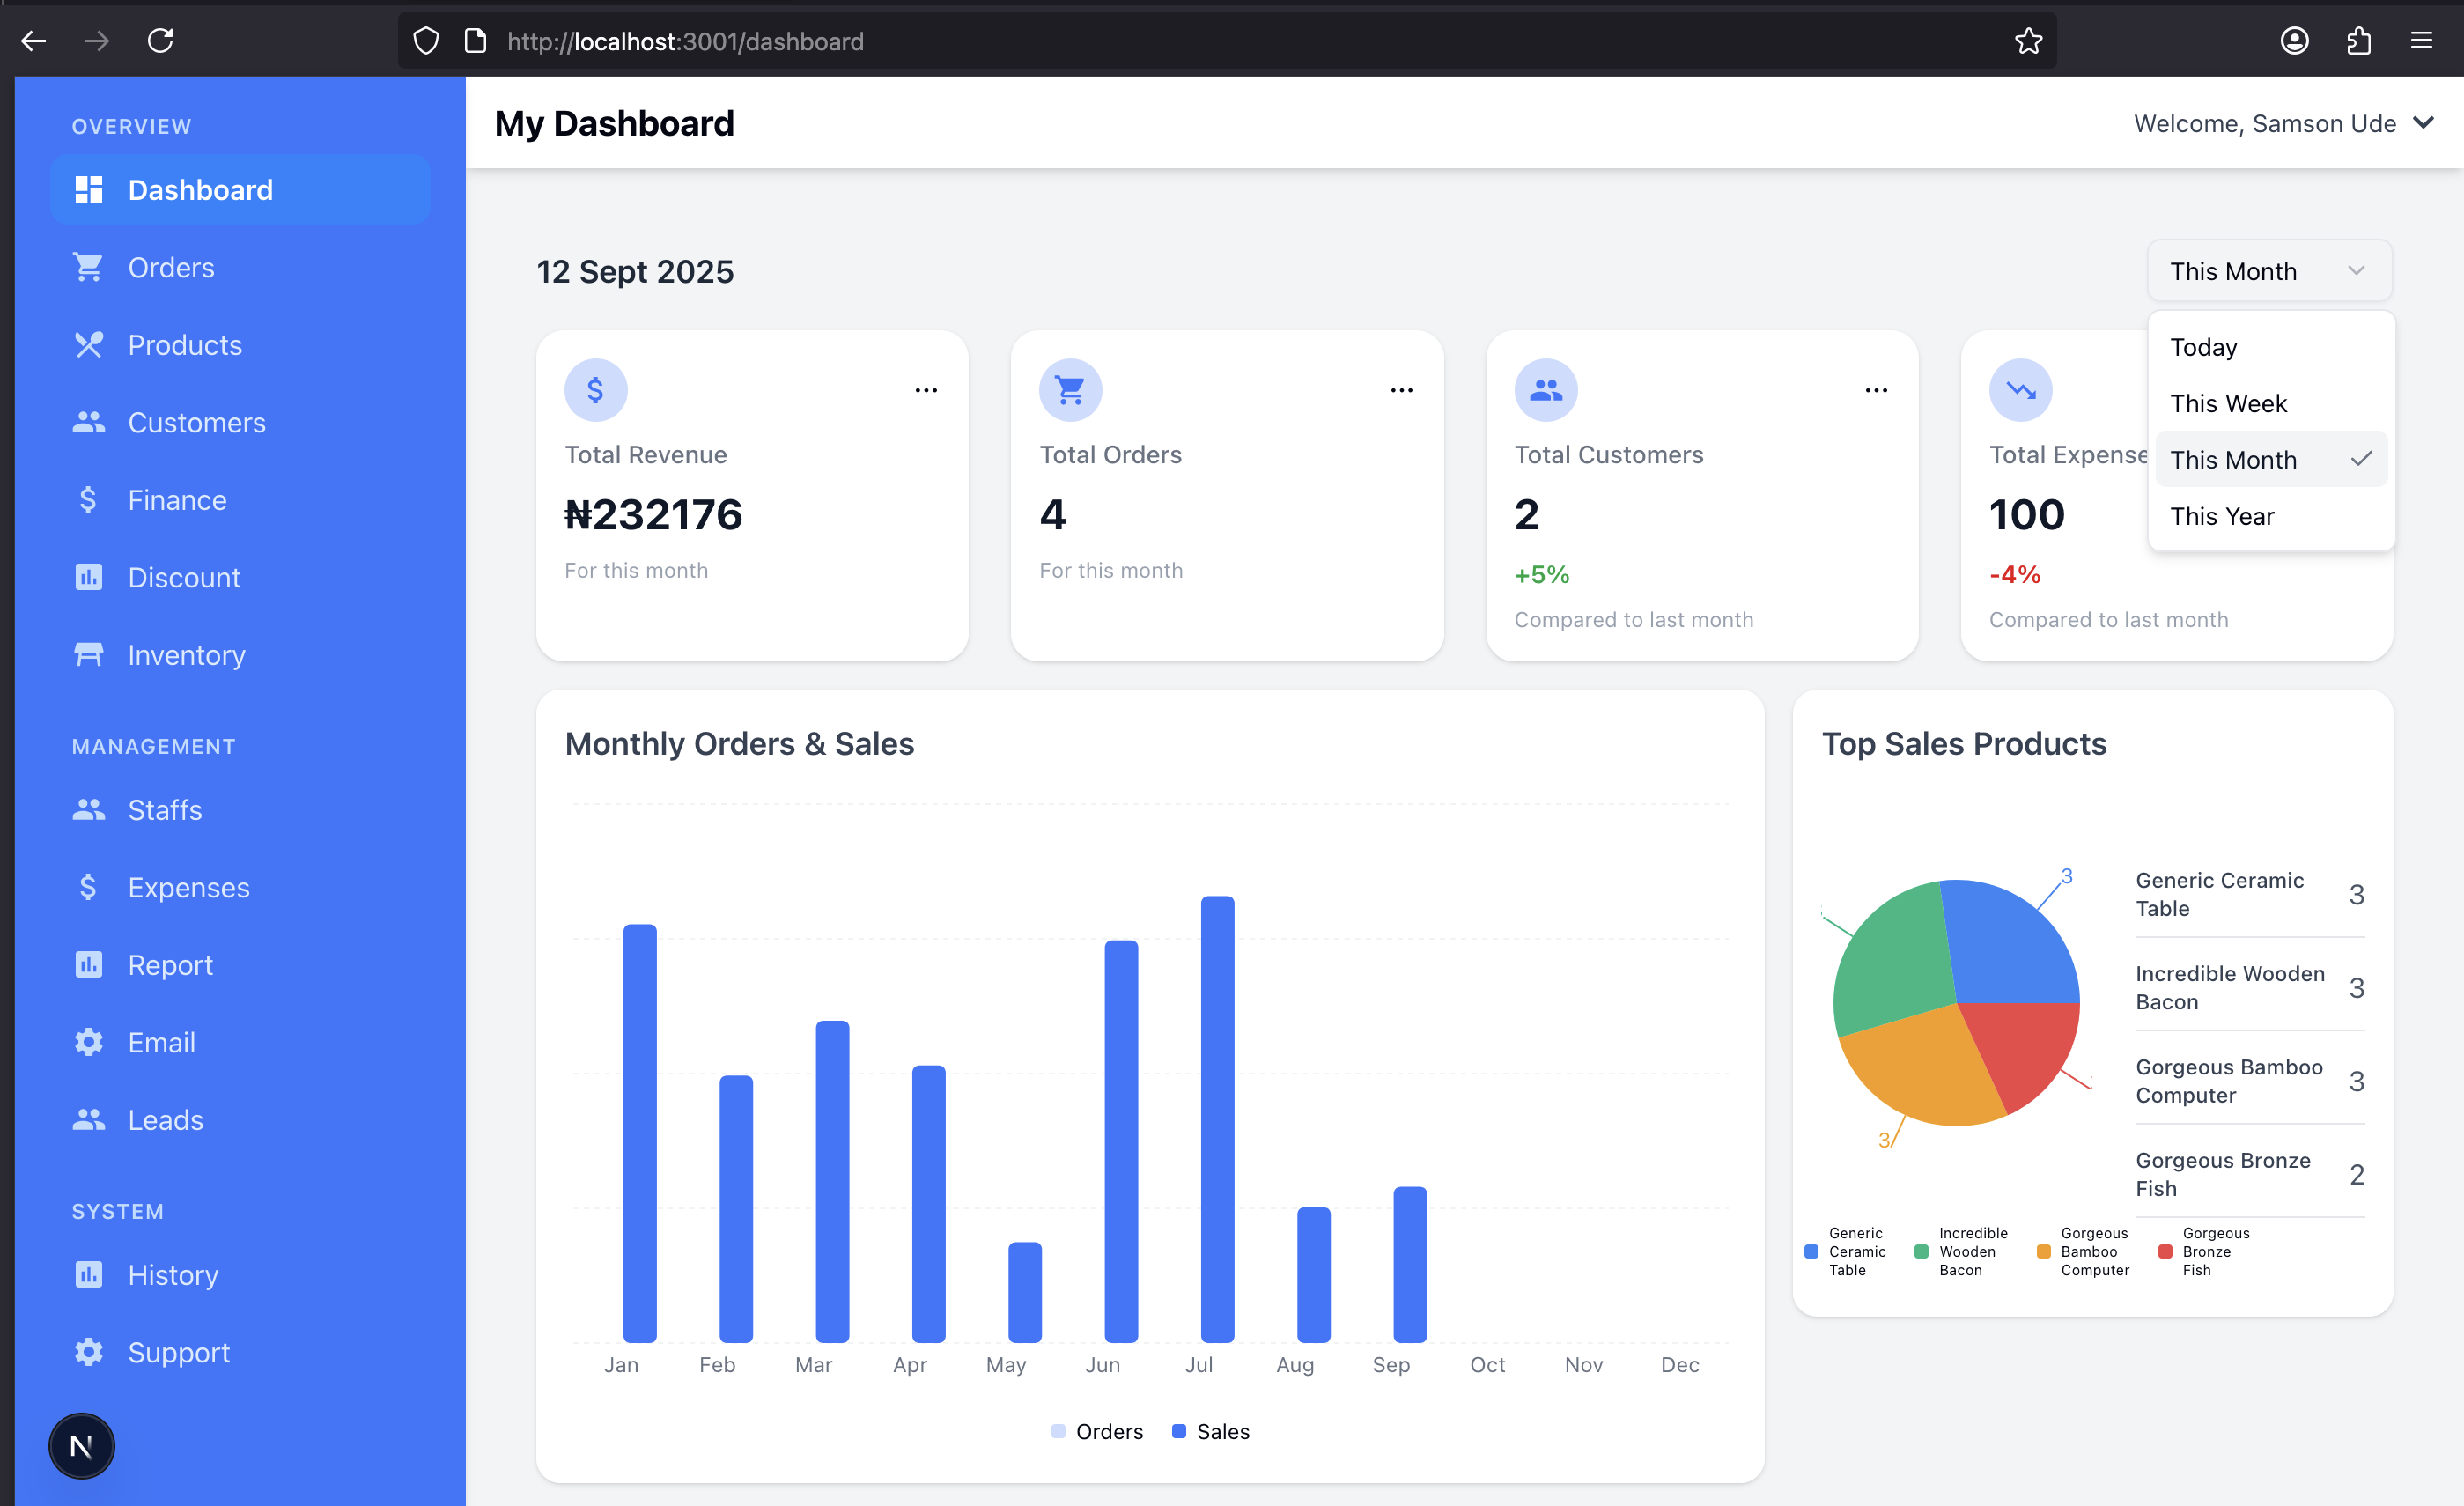 http://localhost:3001/dashboard
OVERVIEW
Dashboard
Orders
Products
Customers
Finance
Discount
Inventory
MANAGEMENT
Staffs
Expenses
Report
Email
Leads
SYSTEM
History
Support
N
My Dashboard
Welcome, Samson Ude
12 Sept 2025
This Month
Today
This Week
This Month
This Year
Total Revenue
₦232176
For this month
Total Orders
4
For this month
Total Customers
2
+5%
Compared to last month
Total Expense
100
-4%
Compared to last month
Monthly Orders & Sales
Jan Feb Mar Apr May Jun Jul Aug Sep Oct Nov Dec
Orders Sales
Top Sales Products
3
3
Generic Ceramic
Table 3
Incredible Wooden
Bacon 3
Gorgeous Bamboo
Computer 3
Gorgeous Bronze
Fish 2
Generic
Ceramic
Table
Incredible
Wooden
Bacon
Gorgeous
Bamboo
Computer
Gorgeous
Bronze
Fish